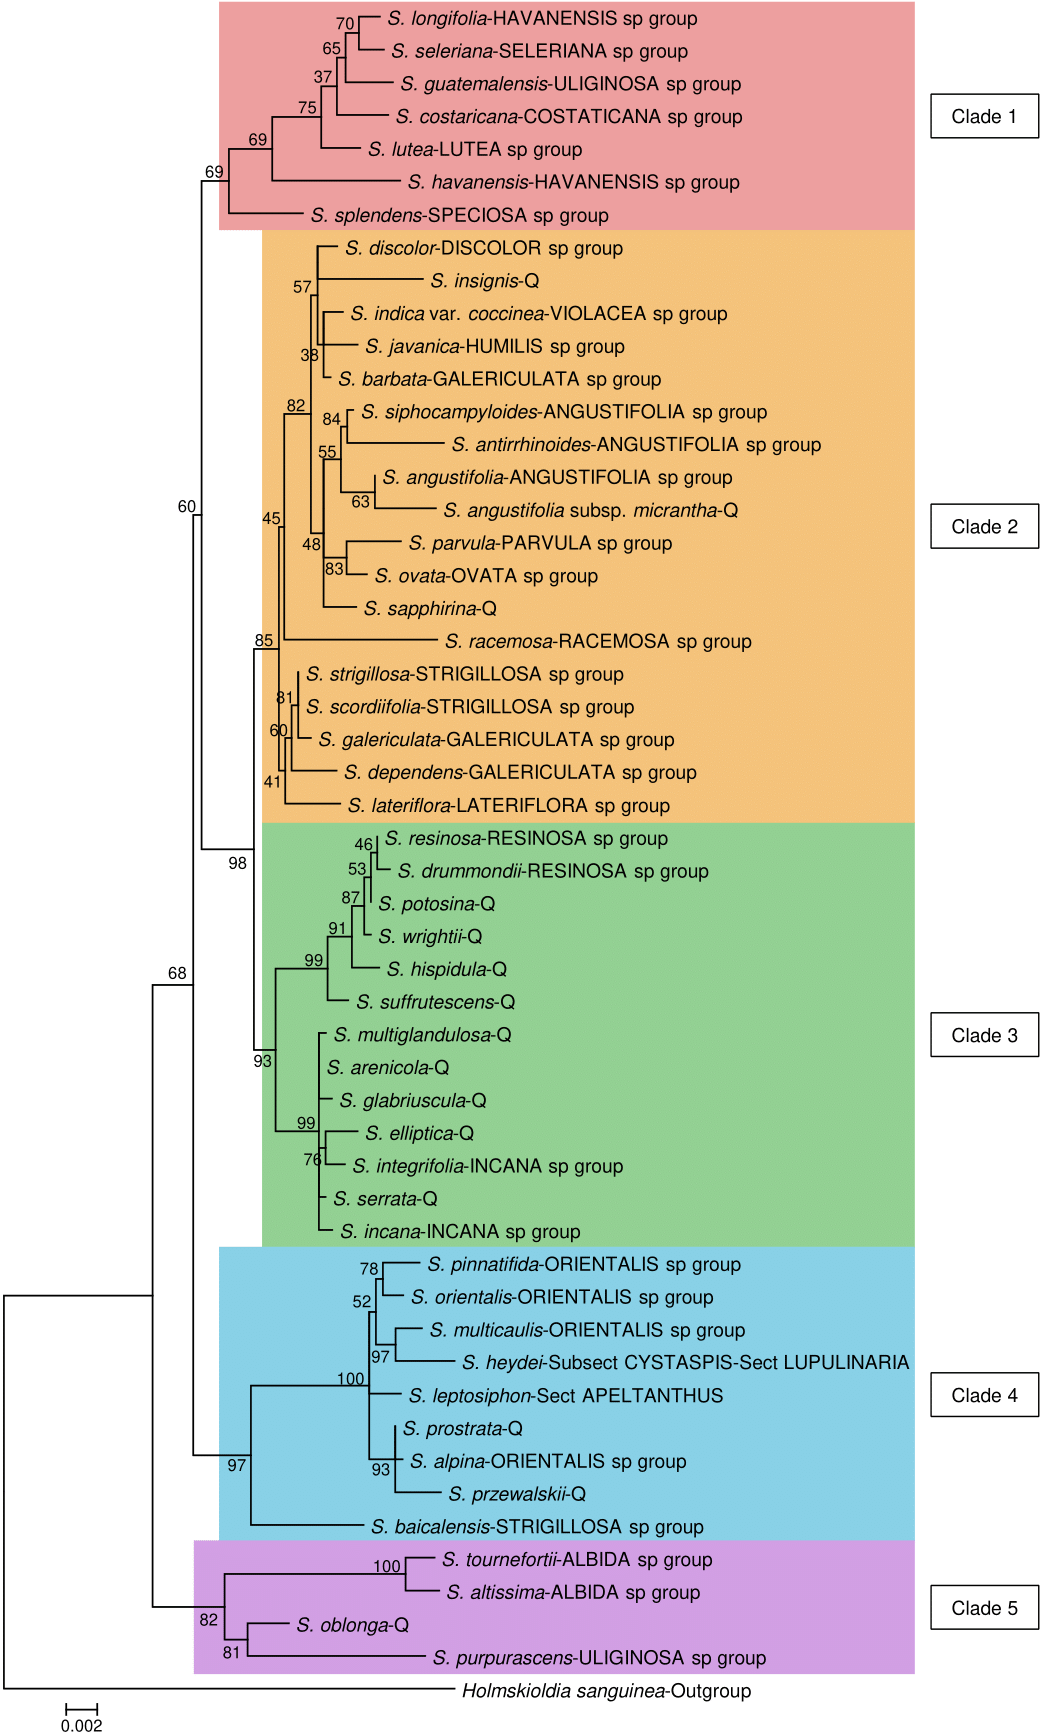 70 S. longifolia-HAVANENSIS sp group
65 S. seleriana-SELERIANA sp group
37 S. guatemalensis-ULIGINOSA sp group
75 S. costaricana-COSTATICANA sp group
Clade 1
69 S. lutea-LUTEA sp group
69 S. havanensis-HAVANENSIS sp group
S. splendens-SPECIOSA sp group
S. discolor-DISCOLOR sp group
57 S. insignis-Q
S. indica var. coccinea-VIOLACEA sp group
38 S. javanica-HUMILIS sp group
S. barbata-GALERICULATA sp group
82 84 S. siphocampyloides-ANGUSTIFOLIA sp group
55 S. antirrhinoides-ANGUSTIFOLIA sp group
S. angustifolia-ANGUSTIFOLIA sp group
60 63 S. angustifolia subsp. micrantha-Q
45 Clade 2
48 S. parvula-PARVULA sp group
83 S. ovata-OVATA sp group
S. sapphirina-Q
85 S. racemosa-RACEMOSA sp group
S. strigillosa-STRIGILLOSA sp group
81 S. scordiifolia-STRIGILLOSA sp group
60 S. galericulata-GALERICULATA sp group
41 S. dependens-GALERICULATA sp group
S. lateriflora-LATERIFLORA sp group
46 S. resinosa-RESINOSA sp group
98 53 S. drummondii-RESINOSA sp group
87 S. potosina-Q
91 S. wrightii-Q
68 99 S. hispidula-Q
S. suffrutescens-Q
S. multiglandulosa-Q
Clade 3
93 S. arenicola-Q
S. glabriuscula-Q
99 S. elliptica-Q
76 S. integrifolia-INCANA sp group
S. serrata-Q
S. incana-INCANA sp group
78 S. pinnatifida-ORIENTALIS sp group
52 S. orientalis-ORIENTALIS sp group
S. multicaulis-ORIENTALIS sp group
97 S. heydei-Subsect CYSTASPIS-Sect LUPULINARIA
100 S. leptosiphon-Sect APELTANTHUS
Clade 4
S. prostrata-Q
97 93 S. alpina-ORIENTALIS sp group
S. przewalskii-Q
S. baicalensis-STRIGILLOSA sp group
100 S. tournefortii-ALBIDA sp group
S. altissima-ALBIDA sp group
82 S. oblonga-Q
Clade 5
81 S. purpurascens-ULIGINOSA sp group
Holmskioldia sanguinea-Outgroup
0.002